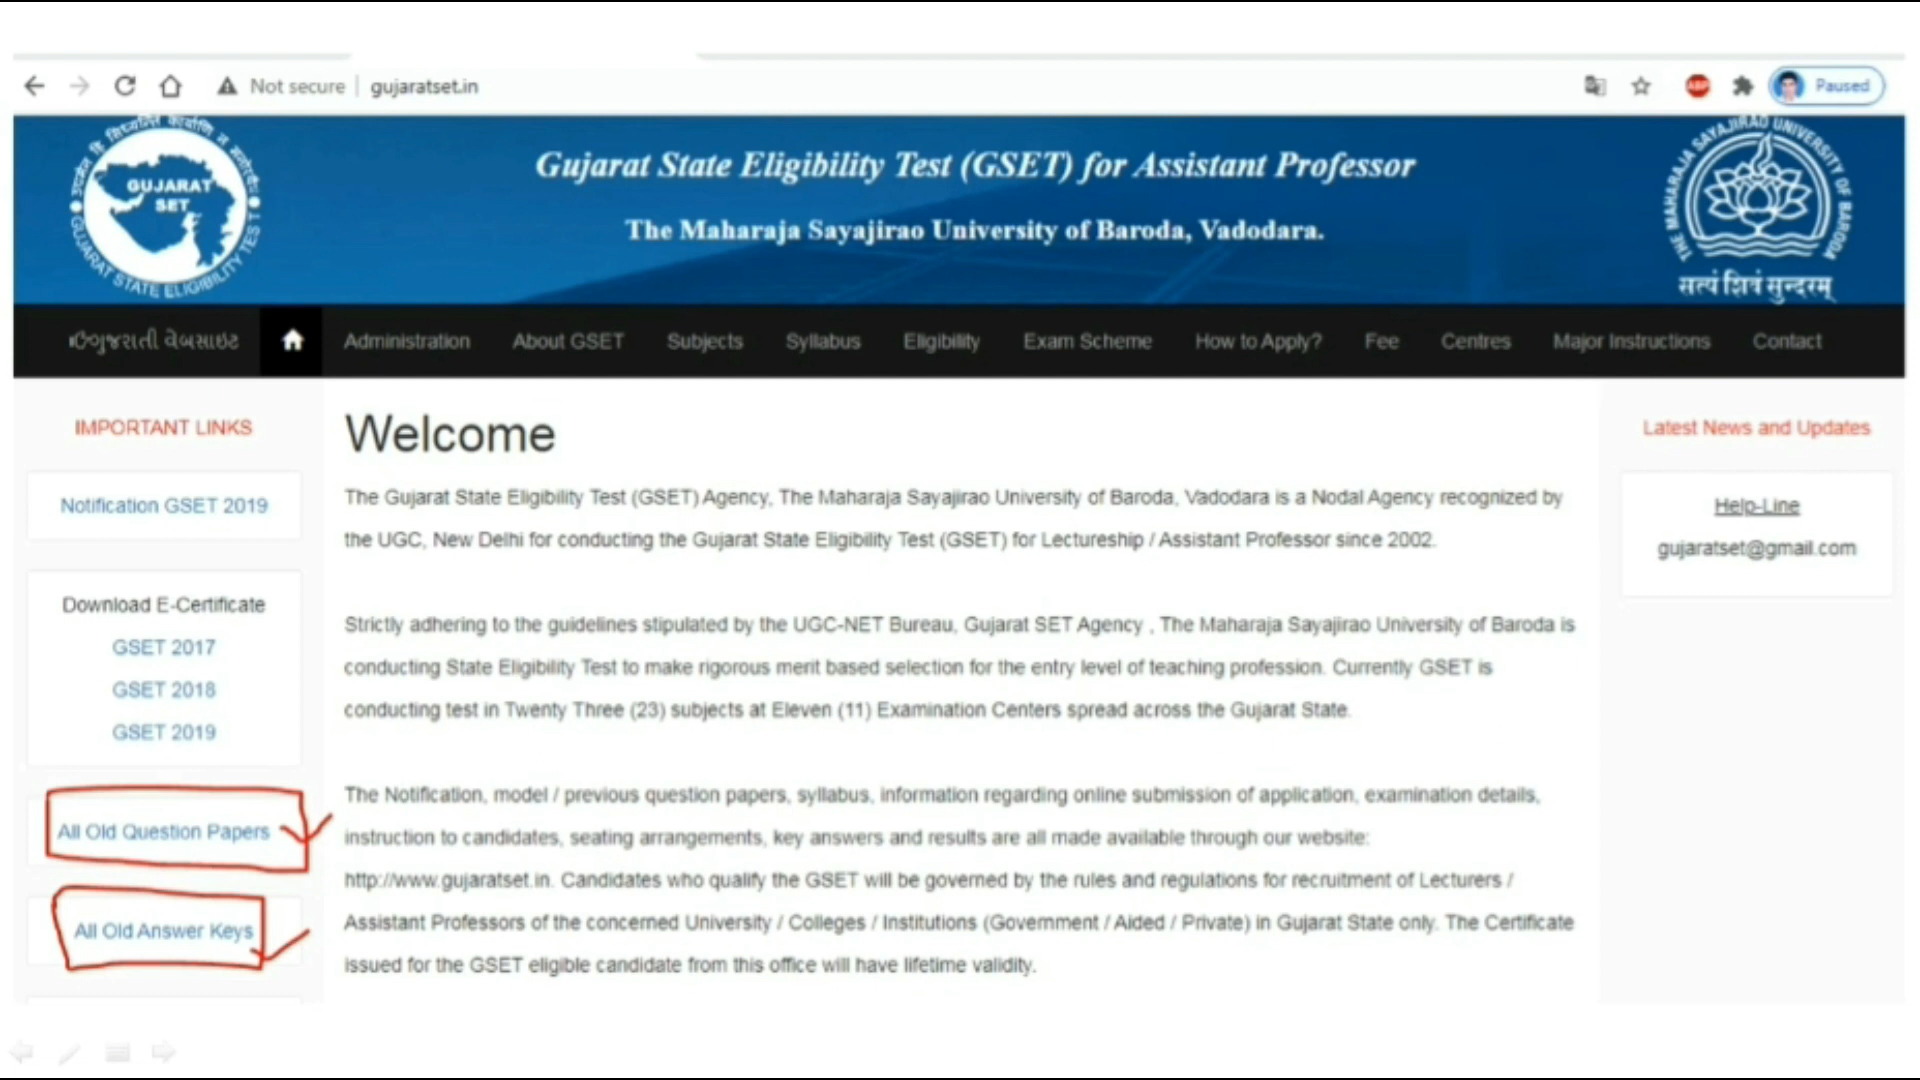 Not secure | gujaratset.in
Paused
GUJARAT SET
GUJARAT STATE ELIGIBILITY TEST
Gujarat State Eligibility Test (GSET) for Assistant Professor
The Maharaja Sayajirao University of Baroda, Vadodara.
THE MAHARAJA SAYAJIRAO UNIVERSITY OF BARODA
सत्यं शिवं सुन्दरम्
ગુજરાતી વેબસાઇટ
Administration
About GSET
Subjects
Syllabus
Eligibility
Exam Scheme
How to Apply?
Fee
Centres
Major Instructions
Contact
IMPORTANT LINKS
Notification GSET 2019
Download E-Certificate
GSET 2017
GSET 2018
GSET 2019
All Old Question Papers
All Old Answer Keys
Welcome
The Gujarat State Eligibility Test (GSET) Agency, The Maharaja Sayajirao University of Baroda, Vadodara is a Nodal Agency recognized by
the UGC, New Delhi for conducting the Gujarat State Eligibility Test (GSET) for Lectureship / Assistant Professor since 2002.
Strictly adhering to the guidelines stipulated by the UGC-NET Bureau, Gujarat SET Agency , The Maharaja Sayajirao University of Baroda is
conducting State Eligibility Test to make rigorous merit based selection for the entry level of teaching profession. Currently GSET is
conducting test in Twenty Three (23) subjects at Eleven (11) Examination Centers spread across the Gujarat State.
The Notification, model / previous question papers, syllabus, information regarding online submission of application, examination details,
instruction to candidates, seating arrangements, key answers and results are all made available through our website:
http://www.gujaratset.in. Candidates who qualify the GSET will be governed by the rules and regulations for recruitment of Lecturers /
Assistant Professors of the concerned University / Colleges / Institutions (Government / Aided / Private) in Gujarat State only. The Certificate
issued for the GSET eligible candidate from this office will have lifetime validity.
Latest News and Updates
Help-Line
gujaratset@gmail.com